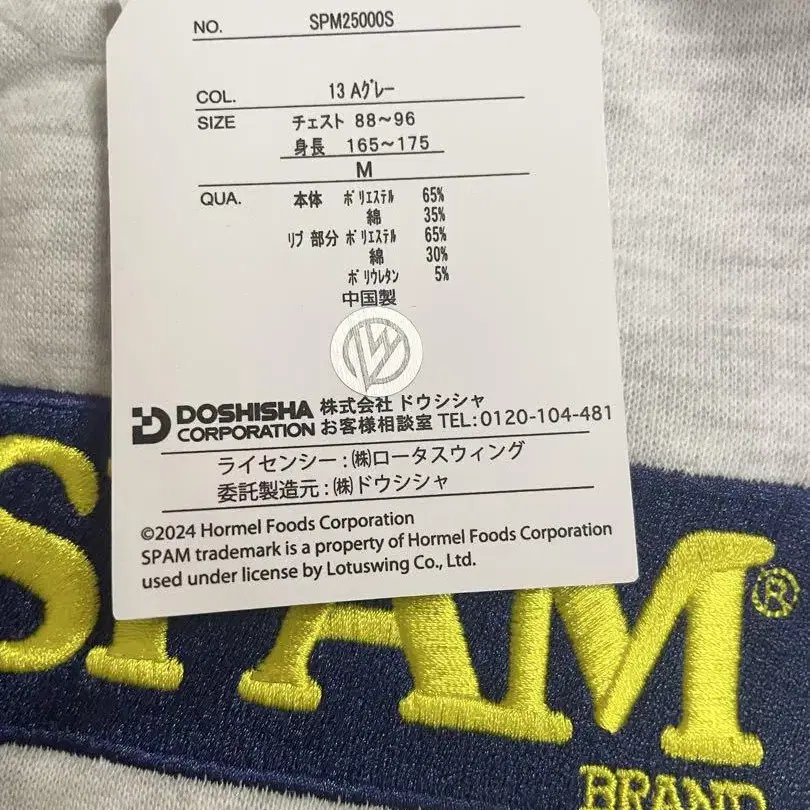 NO. SPM25000S
COL. 13 Aグレー
SIZE チェスト 88~96
身長 165~175
M
QUA. 本体 ポリエステル 65%
綿 35%
リブ 部分 ポリエステル 65%
綿 30%
ポリウレタン 5%
中国製
DOSHISHA CORPORATION
株式会社 ドウシシャ
お客様相談室 TEL:0120-104-481
ライセンシー:㈱ロータスウィング
委託製造元:㈱ドウシシャ
©2024 Hormel Foods Corporation
SPAM trademark is a property of Hormel Foods Corporation
used under license by Lotuswing Co., Ltd.
SPAM®
BRAND